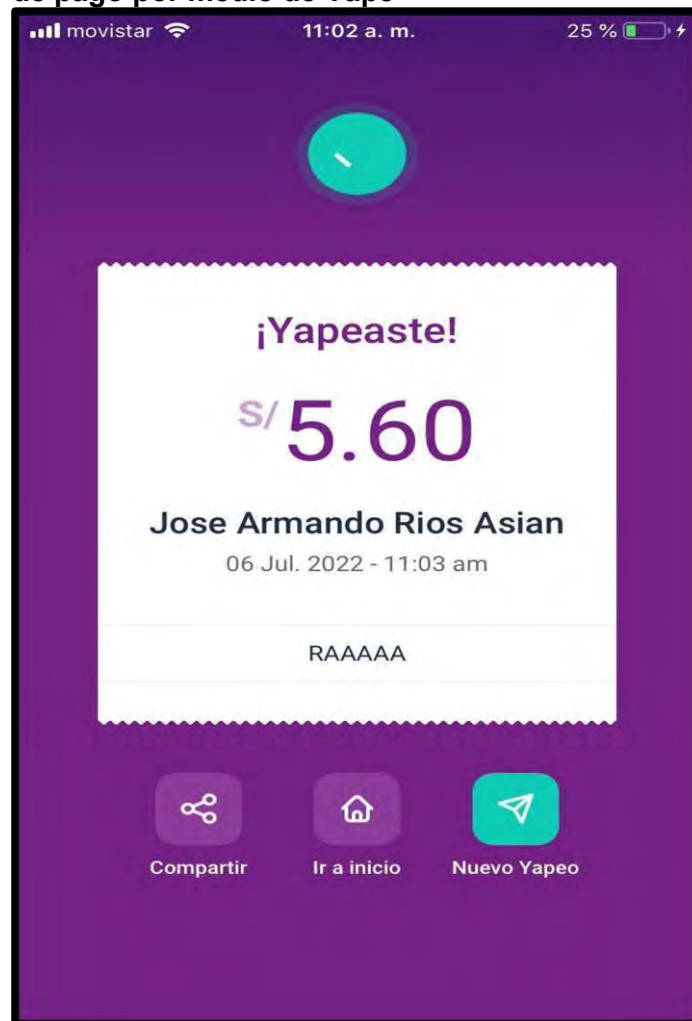 de pago por medio de Yape
movistar 11:02 a. m. 25 %
¡Yapeaste!
S/ 5.60
Jose Armando Rios Asian
06 Jul. 2022 - 11:03 am
RAAAAA
Compartir Ir a inicio Nuevo Yapeo